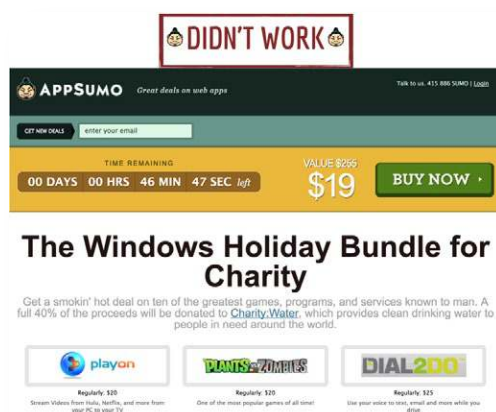 DIDN'T WORK
APPSUMO Great deals on web apps
Talk to us. 415 886 SUMO | Login
GET NEW DEALS enter your email
TIME REMAINING
00 DAYS 00 HRS 46 MIN 47 SEC left
VALUE $255
$19
BUY NOW
The Windows Holiday Bundle for
Charity
Get a smokin' hot deal on ten of the greatest games, programs, and services known to man. A
full 40% of the proceeds will be donated to Charity:Water, which provides clean drinking water to
people in need around the world.
playon
PLANTS vs. ZOMBIES
DIAL2DO
Regularly: $20
Stream Videos from Hulu, Netflix, and more from
your PC to your TV
Regularly: $20
One of the most popular games of all time!
Regularly: $25
Use your voice to text, email and more while you
drive